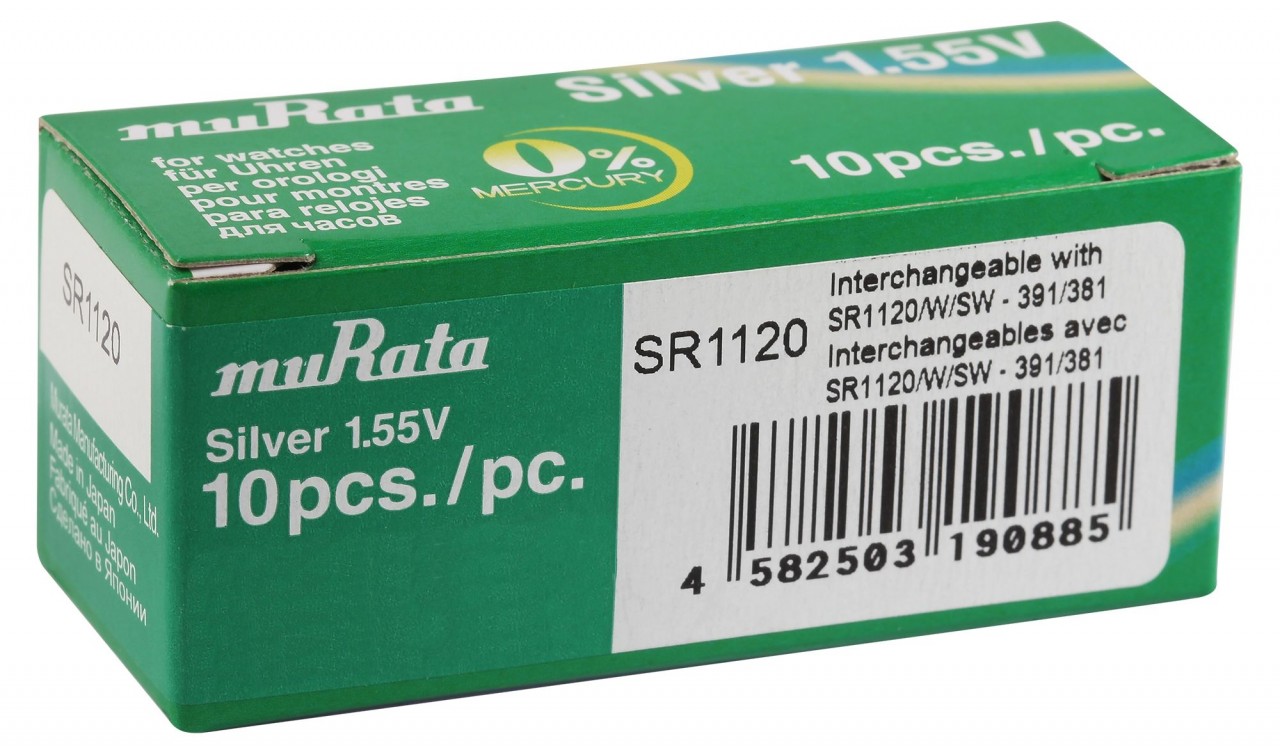 muRata
Silver 1.55V
for watches
für Uhren
per orologi
pour montres
para relojes
для часов
0%
MERCURY
10pcs./pc.
SR1120
Murata Manufacturing Co., Ltd.
Made in Japan
Fabriqué au Japon
Сделано в Японии
muRata
Silver 1.55V
10pcs./pc.
SR1120
Interchangeable with
SR1120/W/SW - 391/381
Interchangeables avec
SR1120/W/SW - 391/381
4 582503 190885